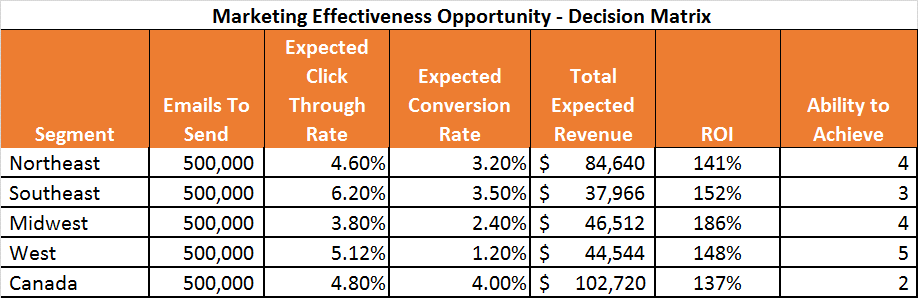 Marketing Effectiveness Opportunity - Decision Matrix
Segment Emails To Send Expected Click Through Rate Expected Conversion Rate Total Expected Revenue ROI Ability to Achieve
Northeast 500,000 4.60% 3.20% $ 84,640 141% 4
Southeast 500,000 6.20% 3.50% $ 37,966 152% 3
Midwest 500,000 3.80% 2.40% $ 46,512 186% 4
West 500,000 5.12% 1.20% $ 44,544 148% 5
Canada 500,000 4.80% 4.00% $ 102,720 137% 2